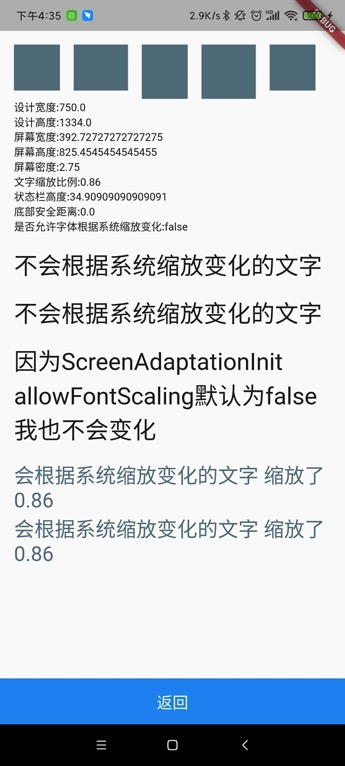 下午4:35
2.9K/s
DEBUG
设计宽度:750.0
设计高度:1334.0
屏幕宽度:392.72727272727275
屏幕高度:825.4545454545455
屏幕密度:2.75
文字缩放比例:0.86
状态栏高度:34.90909090909091
底部安全距离:0.0
是否允许字体根据系统缩放变化:false
不会根据系统缩放变化的文字
不会根据系统缩放变化的文字
因为ScreenAdaptationInit
allowFontScaling默认为false
我也不会变化
会根据系统缩放变化的文字 缩放了
0.86
会根据系统缩放变化的文字 缩放了
0.86
返回